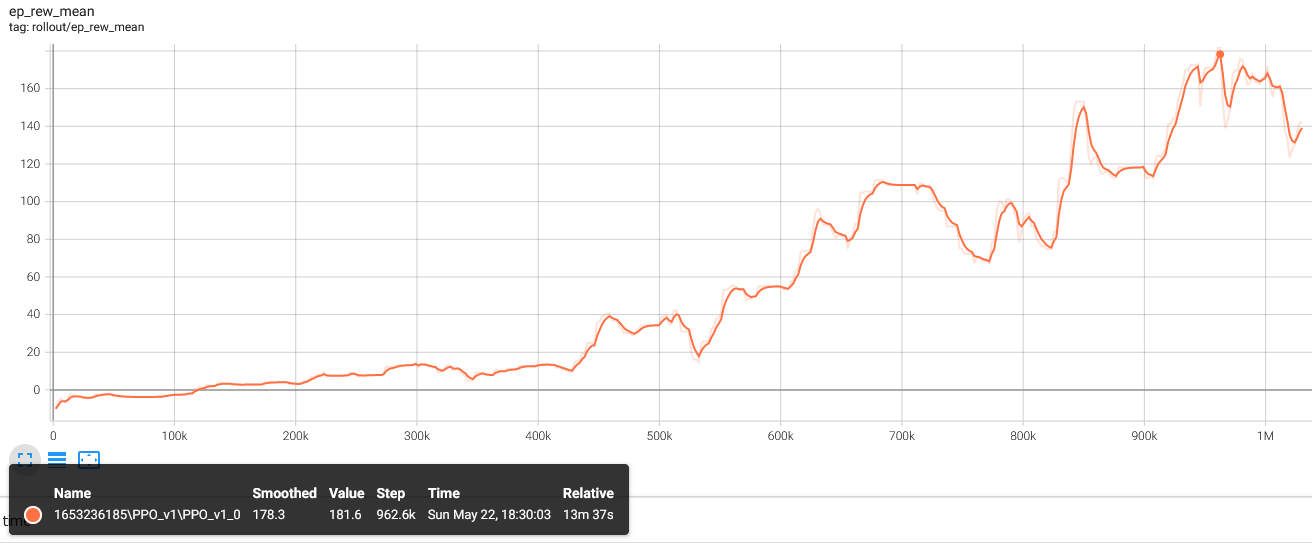 ep_rew_mean
tag: rollout/ep_rew_mean
160
140
120
100
80
60
40
20
0
0 100k 200k 300k 400k 500k 600k 700k 800k 900k 1M
Name Smoothed Value Step Time Relative
1653236185\PPO_v1\PPO_v1_0 178.3 181.6 962.6k Sun May 22, 18:30:03 13m 37s